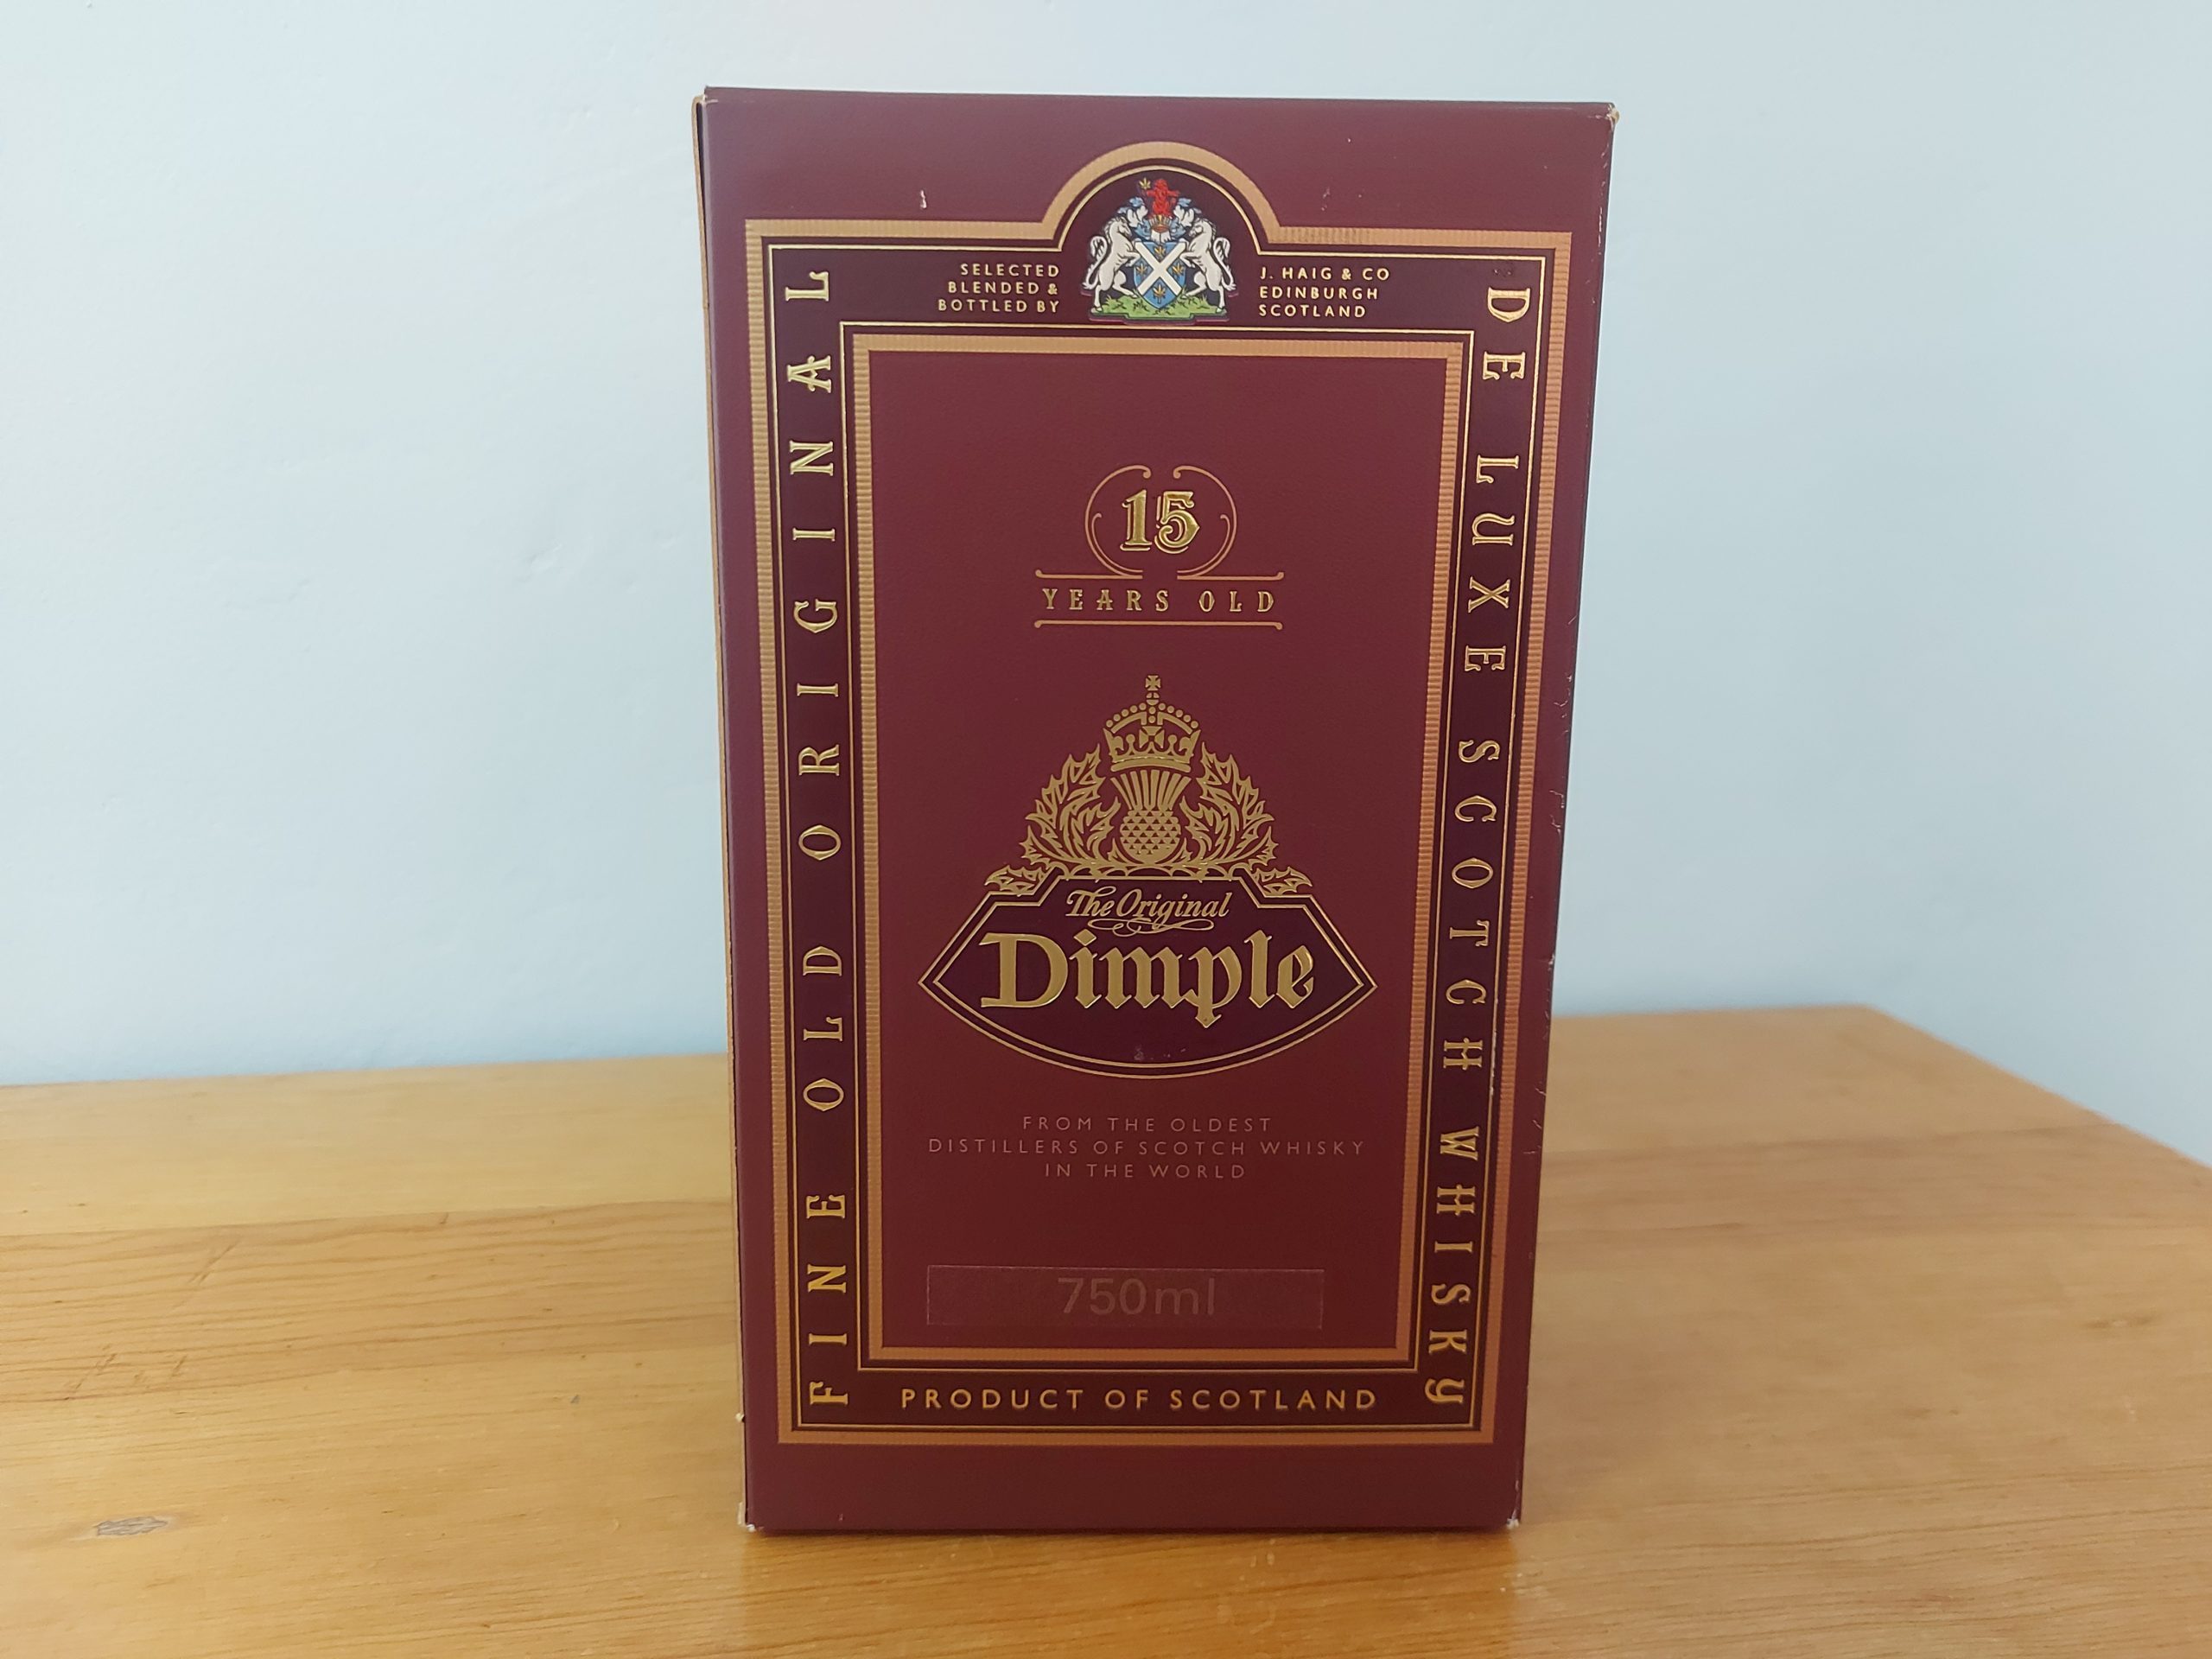 SELECTED
BLENDED &
BOTTLED BY
J. HAIG & CO
EDINBURGH
SCOTLAND
FINE OLD ORIGINAL
DE LUXE SCOTCH WHISKY
15
YEARS OLD
The Original
Dimple
FROM THE OLDEST
DISTILLERS OF SCOTCH WHISKY
IN THE WORLD
750ml
PRODUCT OF SCOTLAND